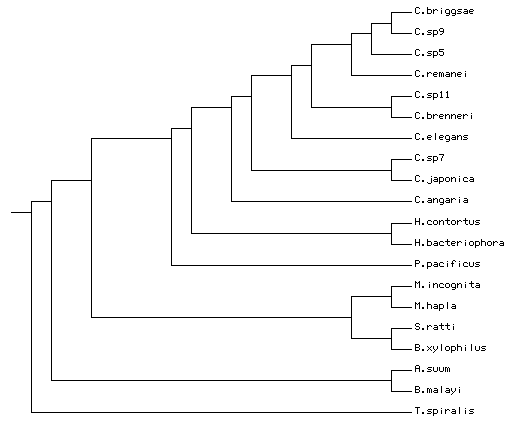 C.briggsae
C.sp9
C.sp5
C.remanei
C.sp11
C.brenneri
C.elegans
C.sp7
C.japonica
C.angaria
H.contortus
H.bacteriophora
P.pacificus
M.incognita
M.hapla
S.ratti
B.xylophilus
A.suum
B.malayi
T.spiralis